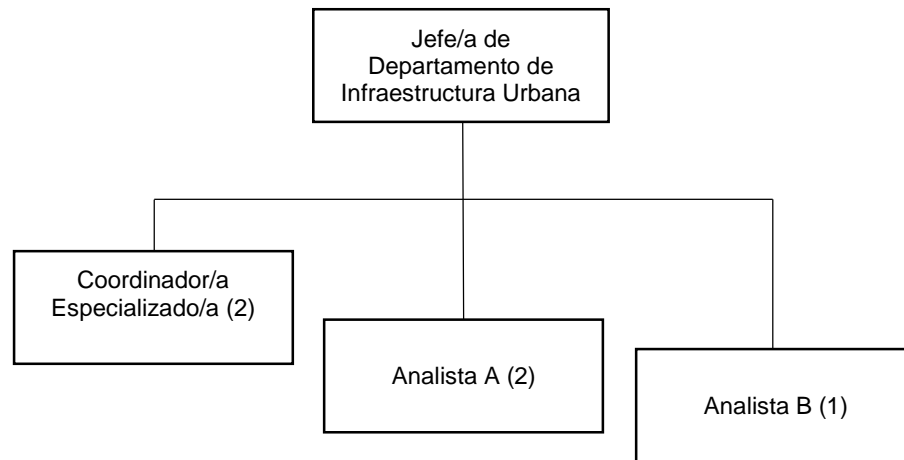 Jefe/a de
Departamento de
Infraestructura Urbana
Coordinador/a
Especializado/a (2)
Analista A (2)
Analista B (1)